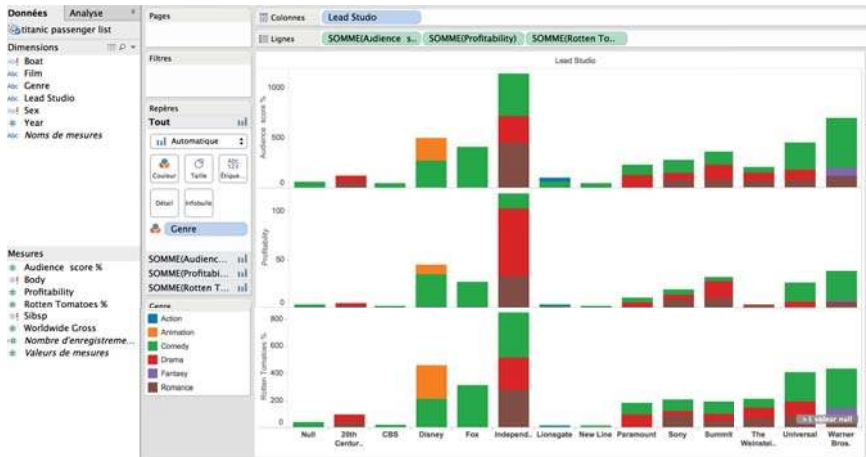 Données Analyse
titanic passenger list
Dimensions
Boat
Abc Film
Abc Genre
Abc Lead Studio
Sex
Year
Abc Noms de mesures
Mesures
Audience score %
Body
Profitability
Rotten Tomatoes %
Sibsp
Worldwide Gross
Nombre d'enregistreme...
Valeurs de mesures
Pages
Filtres
Repères
Tout
Automatique
Couleur Taille Étique...
Détail Infobulle
Genre
SOMME(Audienc...
SOMME(Profitabi...
SOMME(Rotten T...
Genre
Action
Animation
Comedy
Drama
Fantasy
Romance
Colonnes Lead Studo
Lignes SOMME(Audience s.. SOMME(Profitability) SOMME(Rotten To..
Lead Studio
Audience score %
1000
500
0
Profitability
100
50
0
Rotten Tomatoes %
800
600
400
200
0
>1 valeur null
Null 20th Centur.. CBS Disney Fox Independ.. Lionsgate New Line Paramount Sony Summit The Weinstei.. Universal Warner Bros.